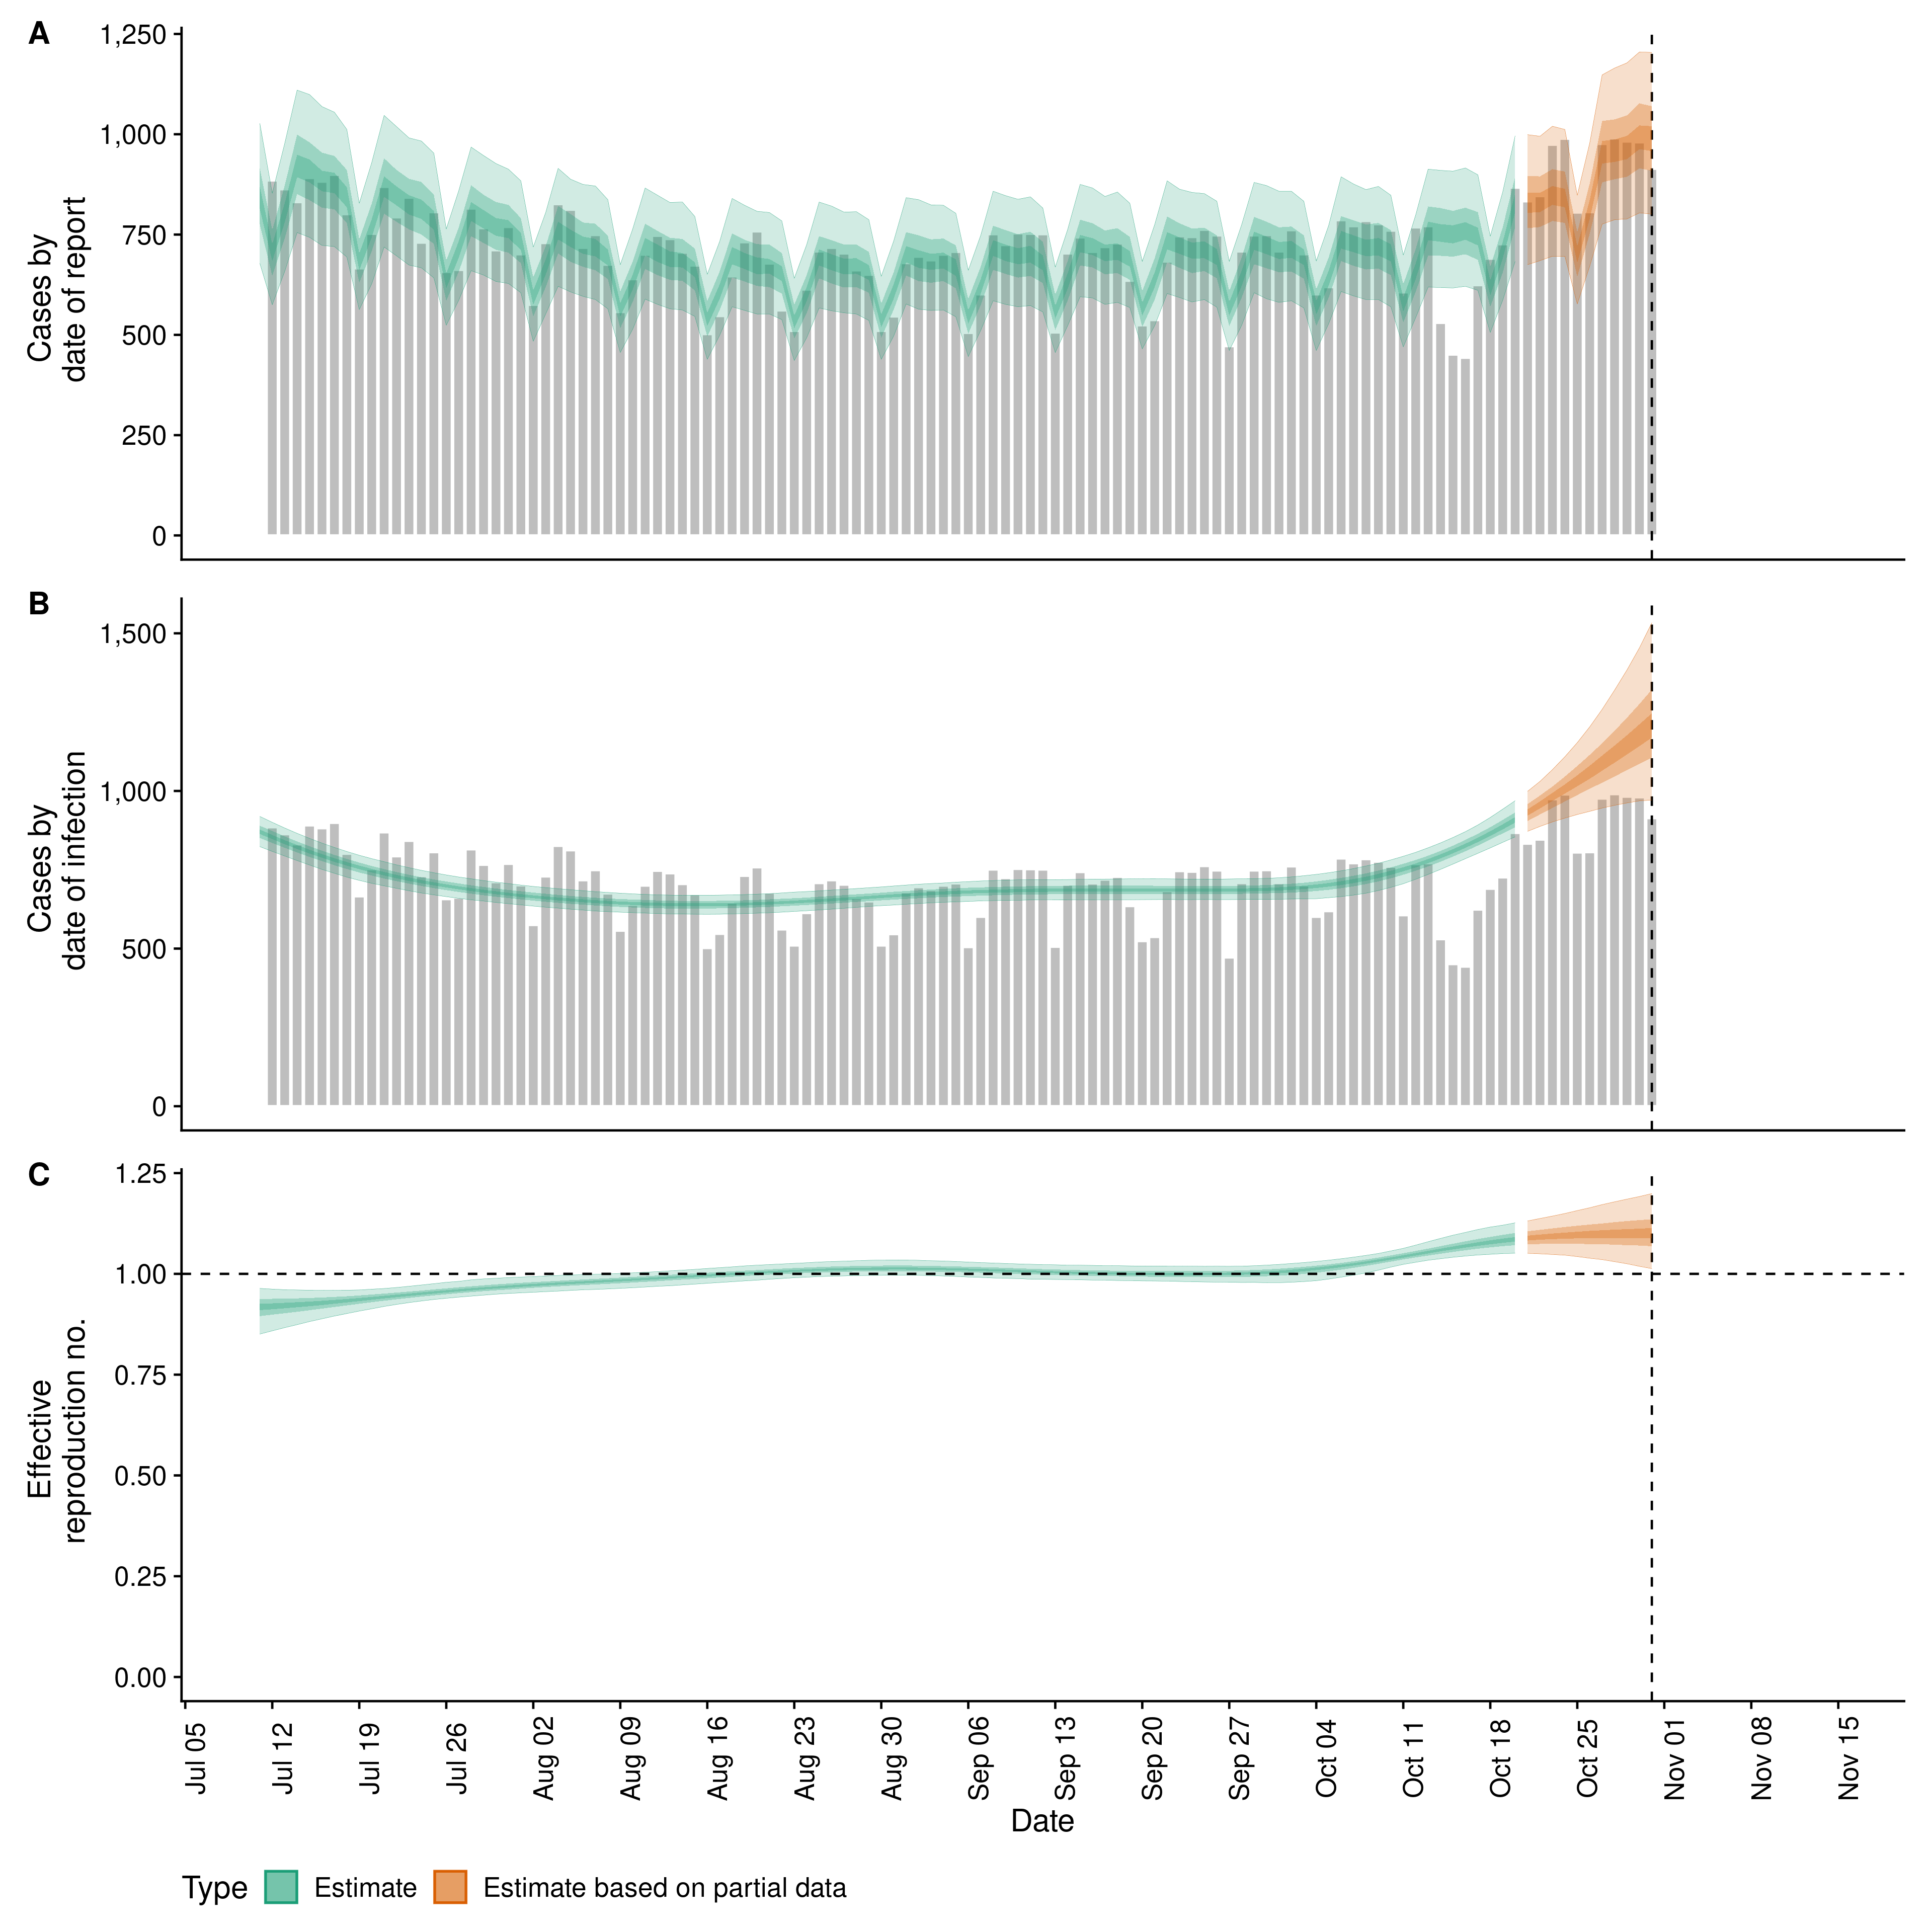 A
Cases by
date of report
1,250
1,000
750
500
250
0
B
Cases by
date of infection
1,500
1,000
500
0
C
Effective
reproduction no.
1.25
1.00
0.75
0.50
0.25
0.00
Jul 05
Jul 12
Jul 19
Jul 26
Aug 02
Aug 09
Aug 16
Aug 23
Aug 30
Sep 06
Sep 13
Sep 20
Sep 27
Oct 04
Oct 11
Oct 18
Oct 25
Nov 01
Nov 08
Nov 15
Date
Type Estimate Estimate based on partial data